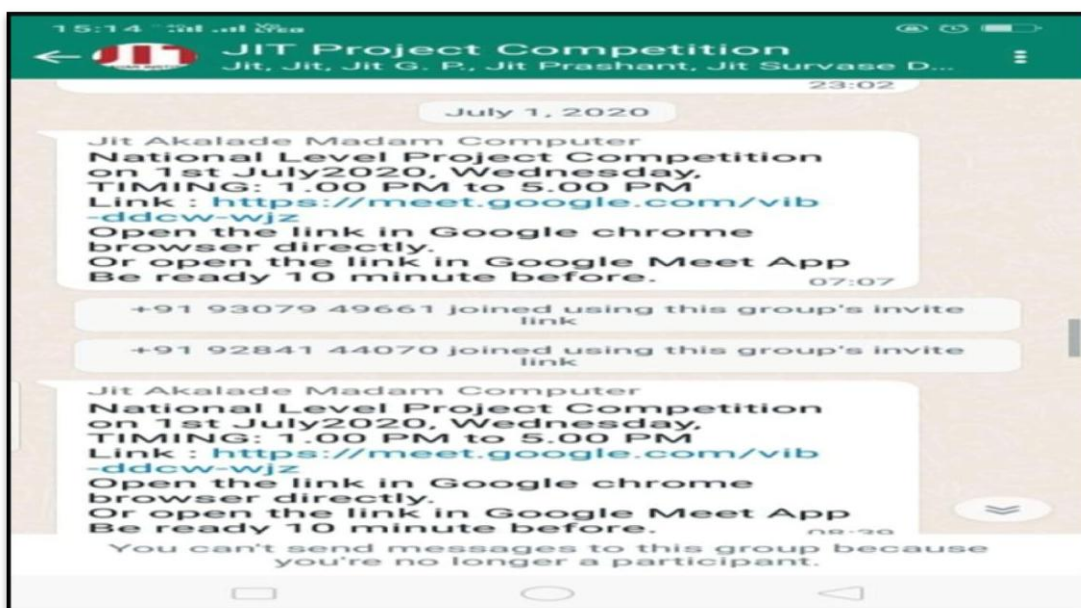 15:14
JIT Project Competition
Jit, Jit, Jit G. P., Jit Prashant, Jit Survase D...
23:02
July 1, 2020
Jit Akalade Madam Computer
National Level Project Competition
on 1st July2020, Wednesday,
TIMING: 1.00 PM to 5.00 PM
Link : https://meet.google.com/vib
-ddcw-wjz
Open the link in Google chrome
browser directly.
Or open the link in Google Meet App
Be ready 10 minute before.
07:07
+91 93079 49661 joined using this group's invite
link
+91 92841 44070 joined using this group's invite
link
Jit Akalade Madam Computer
National Level Project Competition
on 1st July2020, Wednesday,
TIMING: 1.00 PM to 5.00 PM
Link : https://meet.google.com/vib
-ddcw-wjz
Open the link in Google chrome
browser directly.
Or open the link in Google Meet App
Be ready 10 minute before.
You can't send messages to this group because
you're no longer a participant.